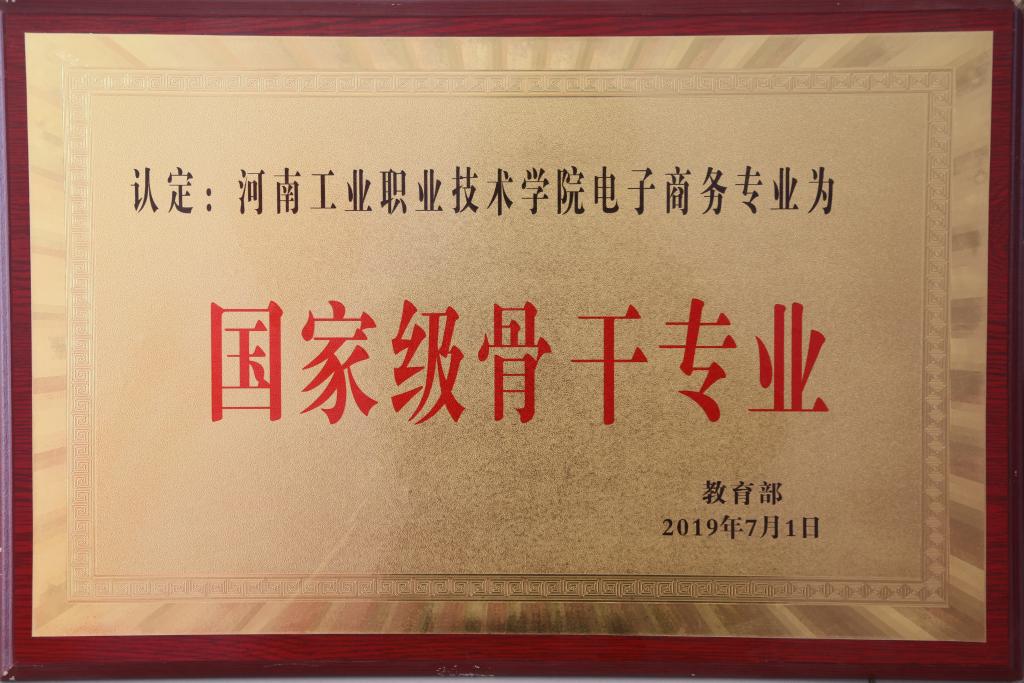 认定：河南工业职业技术学院电子商务专业为
国家级骨干专业
教育部
2019年7月1日